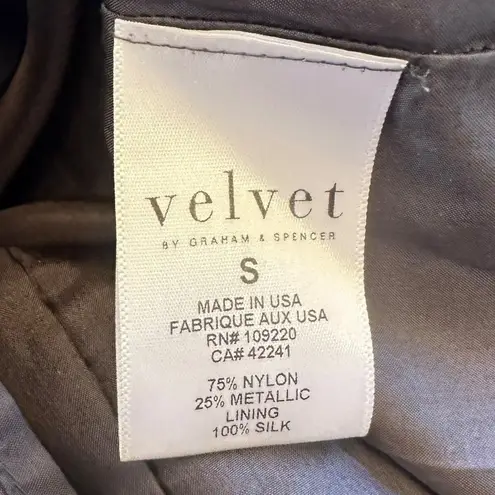 velvet
BY GRAHAM & SPENCER
S
MADE IN USA
FABRIQUE AUX USA
RN# 109220
CA# 42241
75% NYLON
25% METALLIC
LINING
100% SILK